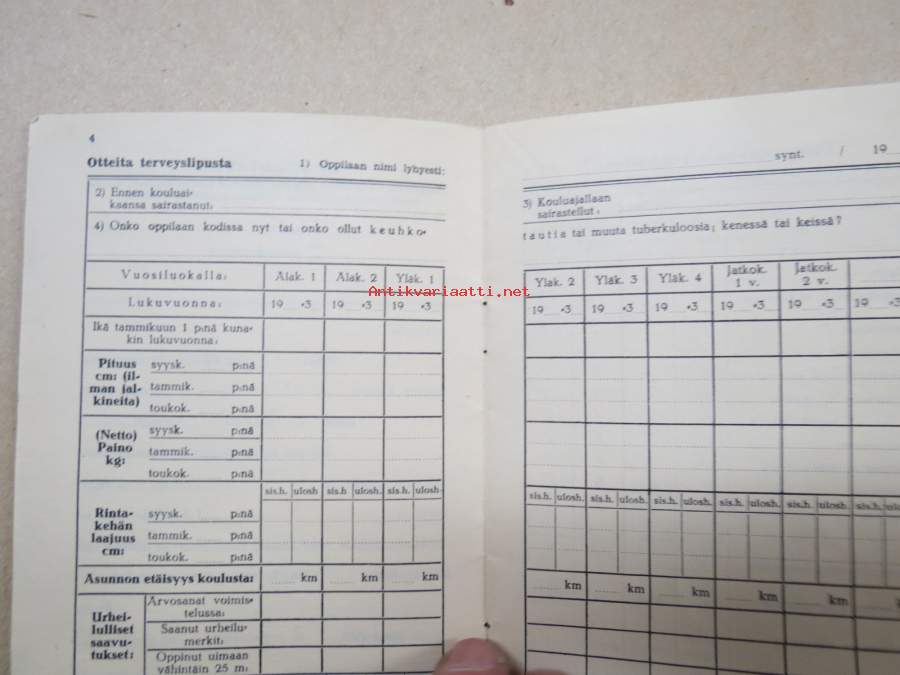 4
Otteita terveyslipusta 1) Oppilaan nimi lyhyesti: synt. / 19
2) Ennen kouluai-
kaansa sairastanut:
3) Kouluajallaan
sairastellut:
4) Onko oppilaan kodissa nyt tai onko ollut keuhko-
tautia tai muuta tuberkuloosia; kenessä tai keissä?
Vuosiluokalla: Alak. 1 Alak. 2 Yläk. 1 Yläk. 2 Yläk. 3 Yläk. 4 Jatkok. 1 v. Jatkok. 2 v.
Antikvariaatti.net
Lukuvuonna: 19 -3 19 -3 19 -3 19 -3 19 -3 19 -3 19 -3 19 -3 19 -3
Ikä tammikuun 1 p:nä kuna-
kin lukuvuonna:
Pituus
cm: (il-
man jal-
kineita)
syysk. p:nä
tammik. p:nä
toukok. p:nä
(Netto)
Paino
kg:
syysk. p:nä
tammik. p:nä
toukok. p:nä
sis.h. ulosh. sis.h. ulosh. sis.h. ulosh. sis.h. ulosh. sis.h. ulosh. sis.h. ulosh. sis.h. ulosh. sis.h. ulosh. sis.h.
Rinta-
kehän
laajuus
cm:
syysk. p:nä
tammik. p:nä
toukok. p:nä
Asunnon etäisyys koulusta: km km km km km km km km
Urhei-
lulliset
saavu-
tukset:
Arvosanat voimis-
telussa:
Saanut urheilu-
merkit:
Oppinut uimaan
vähintäin 25 m: